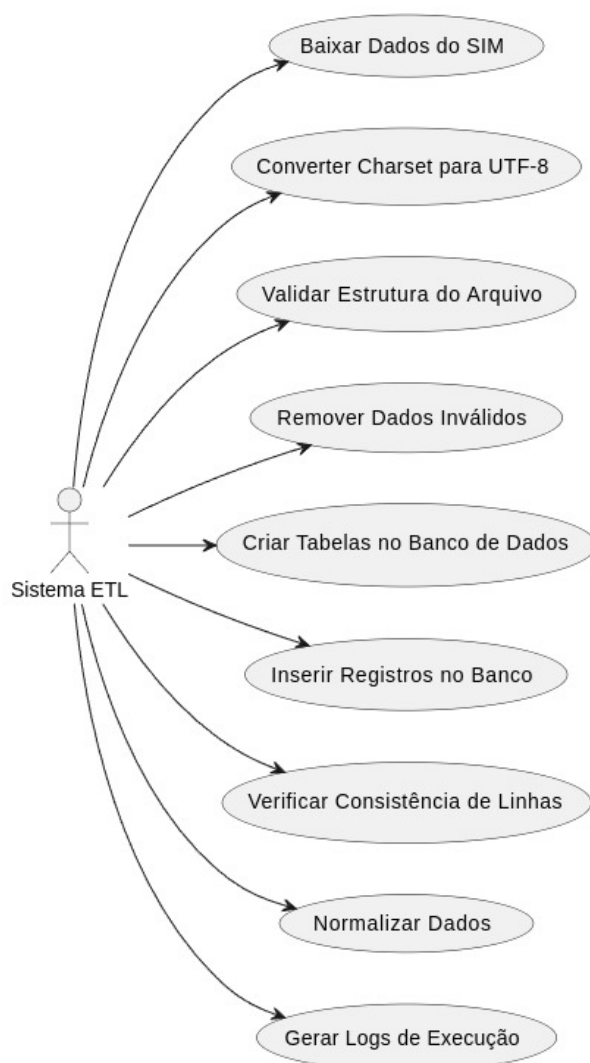 Baixar Dados do SIM
Converter Charset para UTF-8
Validar Estrutura do Arquivo
Remover Dados Inválidos
Criar Tabelas no Banco de Dados
Sistema ETL
Inserir Registros no Banco
Verificar Consistência de Linhas
Normalizar Dados
Gerar Logs de Execução